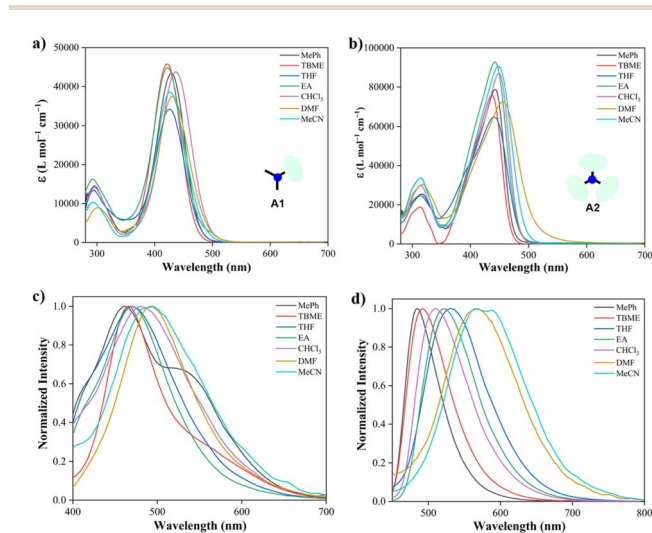 a)
50000
40000
30000
20000
10000
0
ε (L mol⁻¹ cm⁻¹)
300
400
500
600
700
Wavelength (nm)
MePh
TBME
THF
EA
CHCl₃
DMF
MeCN
A1
b)
100000
80000
60000
40000
20000
0
ε (L mol⁻¹ cm⁻¹)
300
400
500
600
700
Wavelength (nm)
MePh
TBME
THF
EA
CHCl₃
DMF
MeCN
A2
c)
1.0
0.8
0.6
0.4
0.2
0.0
Normalized Intensity
400
500
600
700
Wavelength (nm)
MePh
TBME
THF
EA
CHCl₃
DMF
MeCN
d)
1.0
0.8
0.6
0.4
0.2
0.0
Normalized Intensity
500
600
700
800
Wavelength (nm)
MePh
TBME
THF
EA
CHCl₃
DMF
MeCN